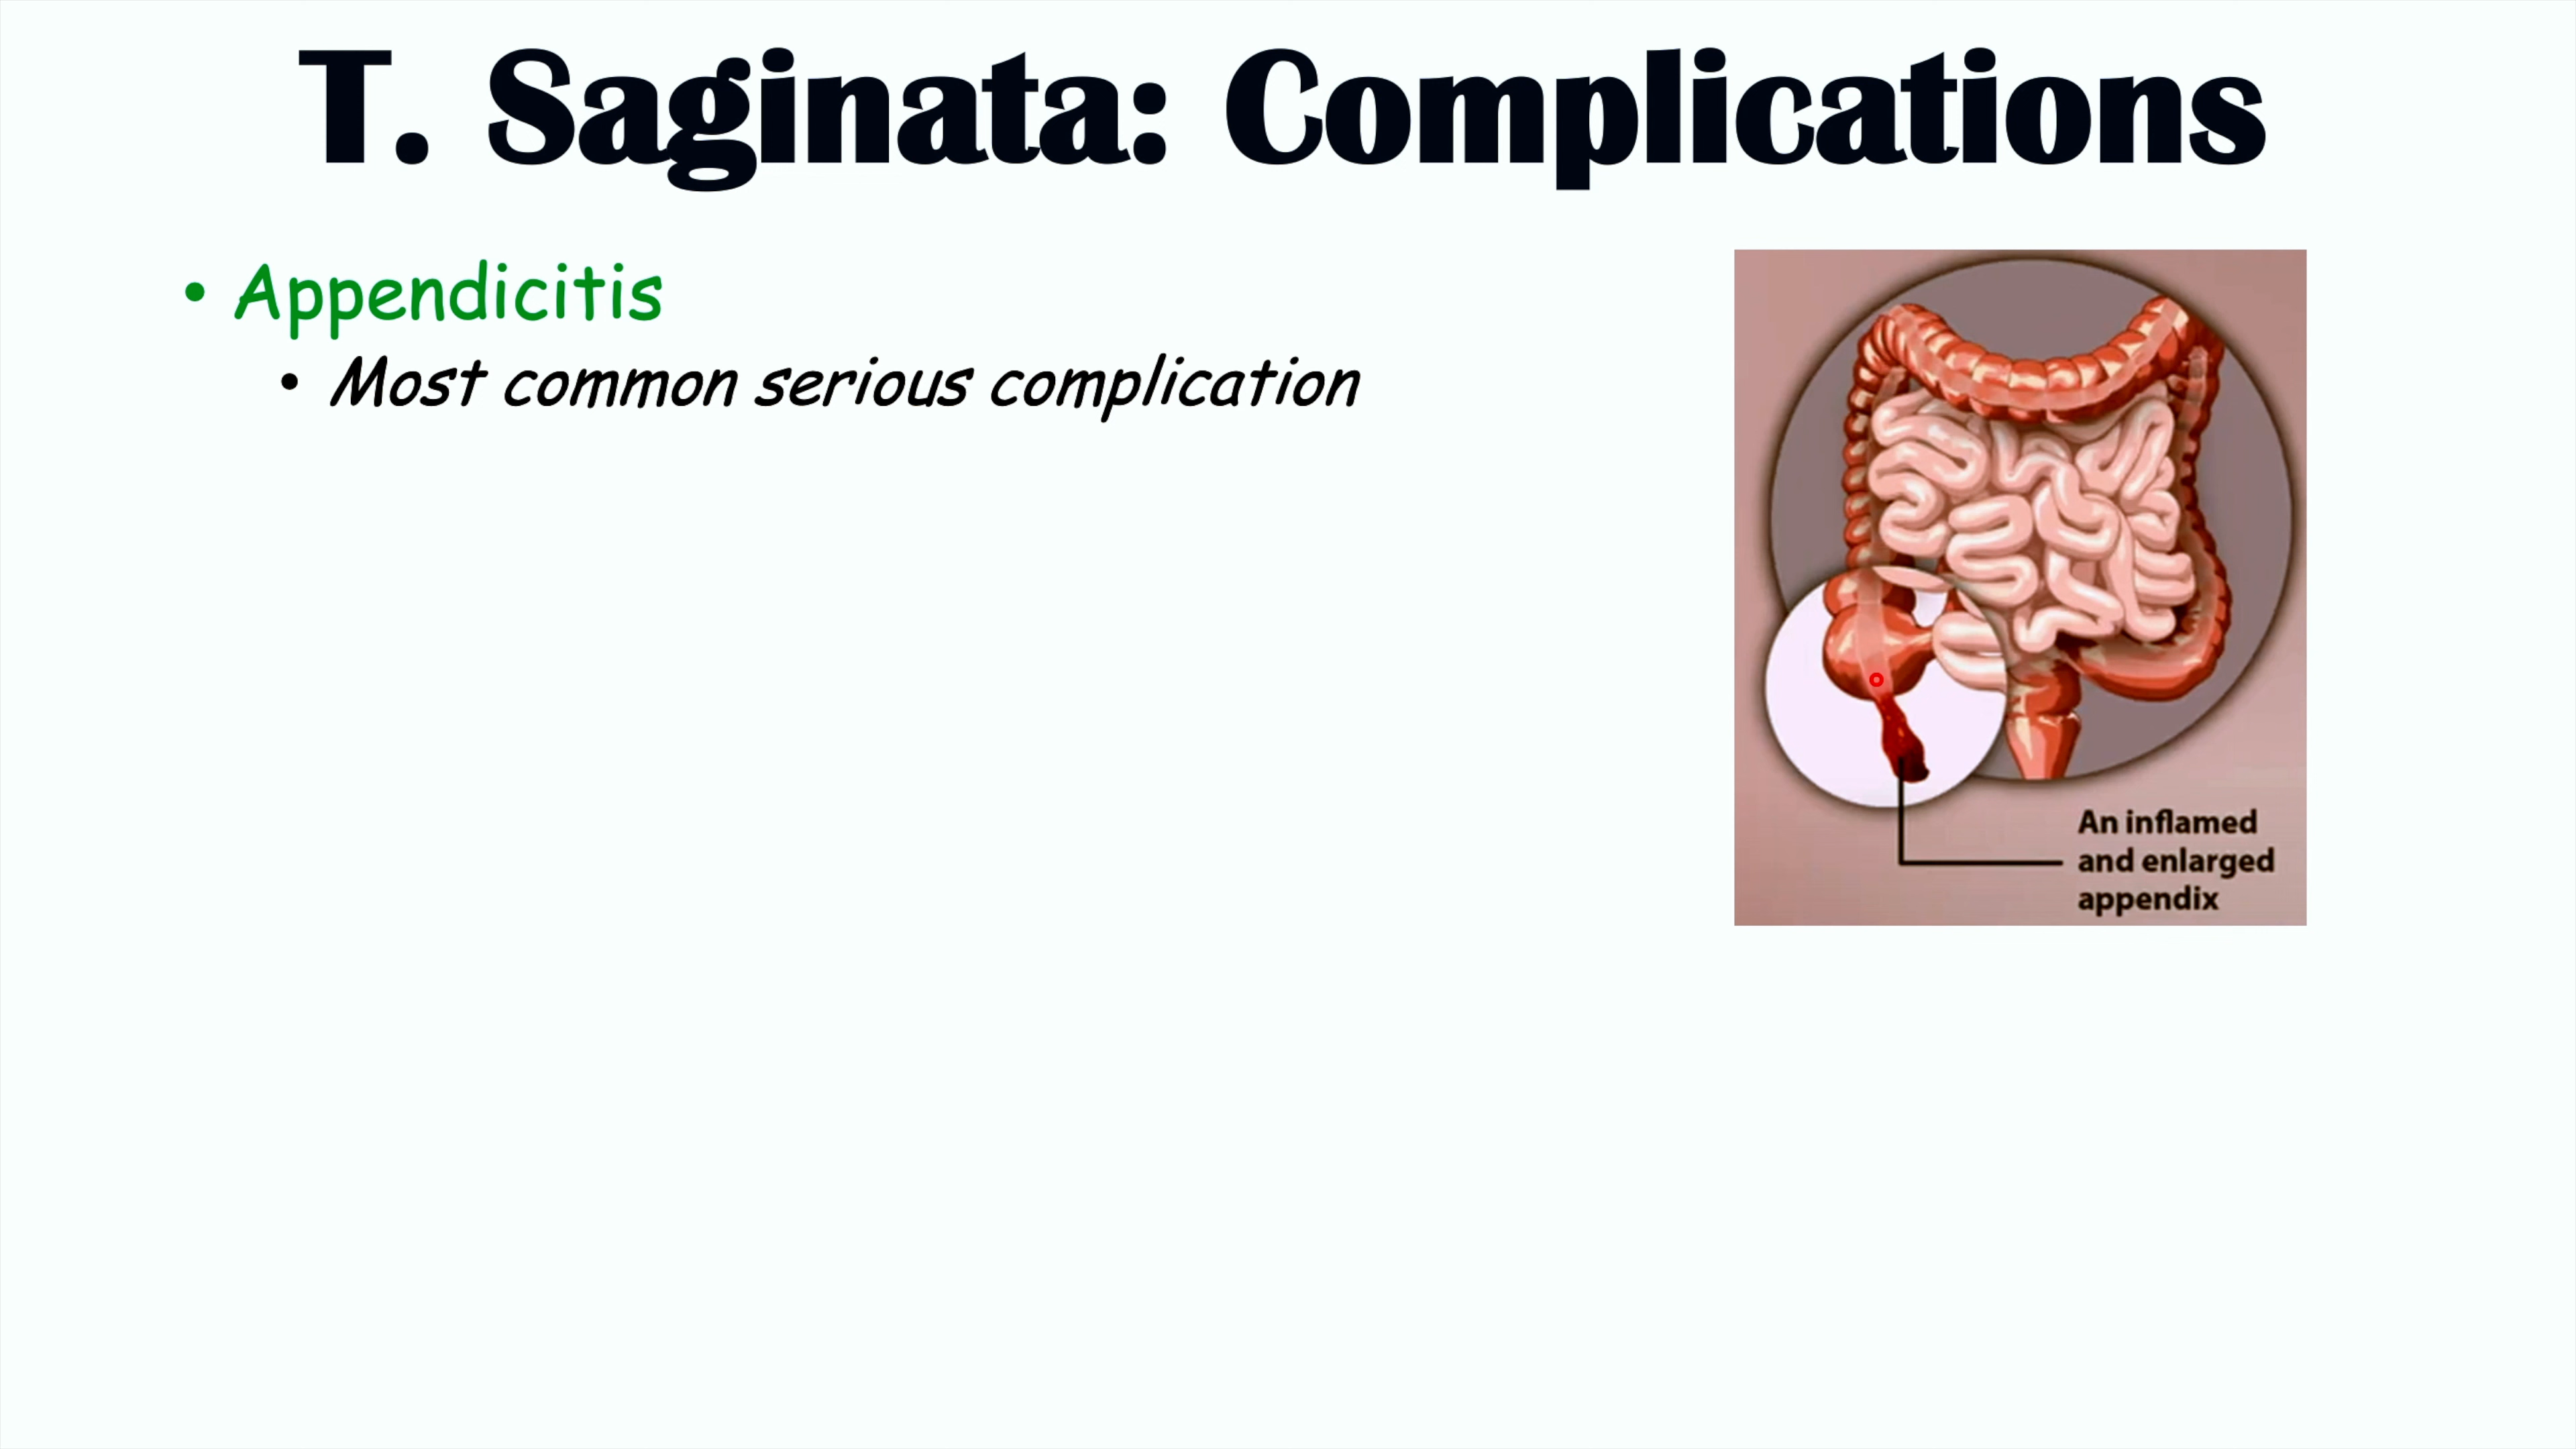 T. Saginata: Complications
• Appendicitis
• Most common serious complication
An inflamed
and enlarged
appendix